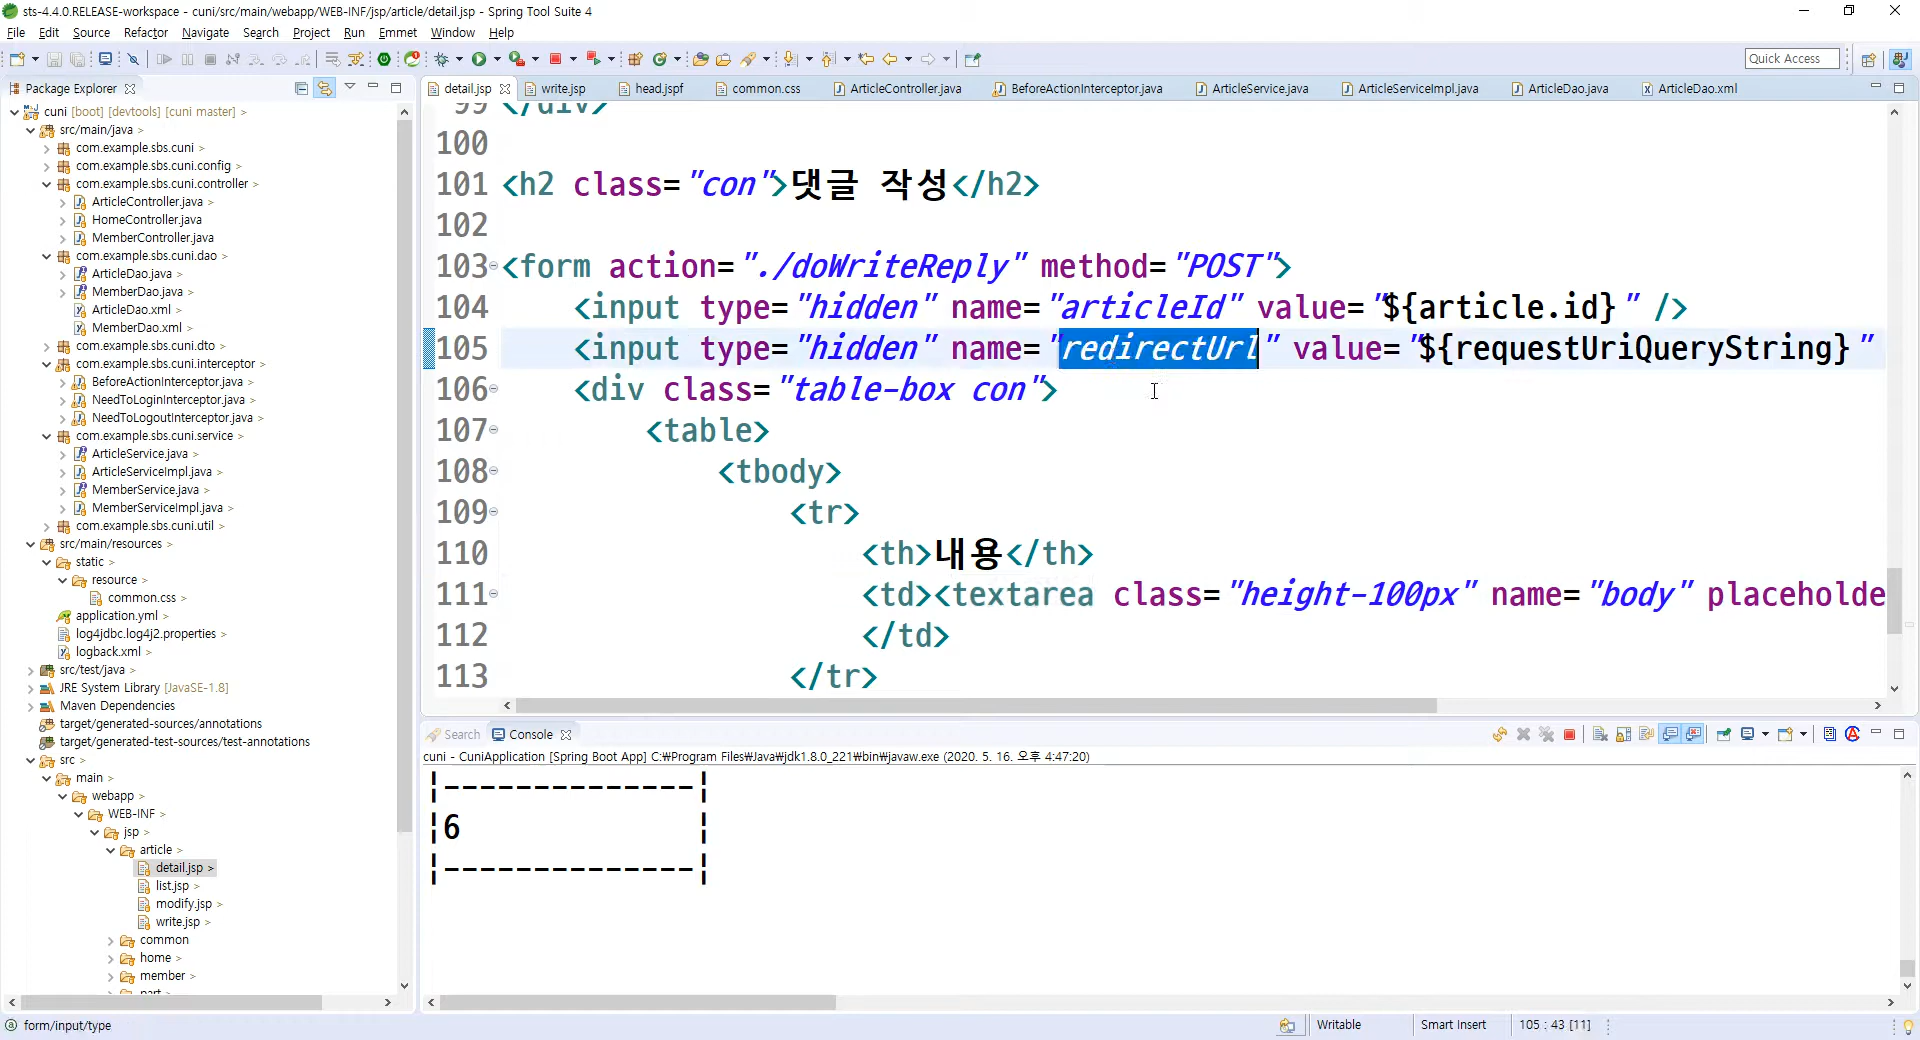 sts-4.4.0.RELEASE-workspace - cuni/src/main/webapp/WEB-INF/jsp/article/detail.jsp - Spring Tool Suite 4
File Edit Source Refactor Navigate Search Project Run Emmet Window Help
Quick Access
Package Explorer
cuni [boot] [devtools] [cuni master] >
src/main/java >
com.example.sbs.cuni >
com.example.sbs.cuni.config >
com.example.sbs.cuni.controller >
ArticleController.java >
HomeController.java
MemberController.java
com.example.sbs.cuni.dao >
ArticleDao.java >
MemberDao.java >
ArticleDao.xml >
MemberDao.xml >
com.example.sbs.cuni.dto >
com.example.sbs.cuni.interceptor >
BeforeActionInterceptor.java >
NeedToLoginInterceptor.java >
NeedToLogoutInterceptor.java >
com.example.sbs.cuni.service >
ArticleService.java >
ArticleServiceImpl.java >
MemberService.java >
MemberServiceImpl.java >
com.example.sbs.cuni.util >
src/main/resources >
static >
resource >
common.css >
application.yml >
log4jdbc.log4j2.properties >
logback.xml >
src/test/java >
JRE System Library [JavaSE-1.8]
Maven Dependencies
target/generated-sources/annotations
target/generated-test-sources/test-annotations
src >
main >
webapp >
WEB-INF >
jsp >
article >
detail.jsp >
list.jsp >
modify.jsp >
write.jsp >
common
home >
member >
part >
detail.jsp write.jsp head.jspf common.css ArticleController.java BeforeActionInterceptor.java ArticleService.java ArticleServiceImpl.java ArticleDao.java ArticleDao.xml
99 </div>
100
101 <h2 class="con">댓글 작성</h2>
102
103 <form action="./doWriteReply" method="POST">
104 <input type="hidden" name="articleId" value="${article.id}" />
105 <input type="hidden" name="redirectUrl" value="${requestUriQueryString}"
106 <div class="table-box con">
107 <table>
108 <tbody>
109 <tr>
110 <th>내용</th>
111 <td><textarea class="height-100px" name="body" placeholde
112 </td>
113 </tr>
Search Console
cuni - CuniApplication [Spring Boot App] C:₩Program Files₩Java₩jdk1.8.0_221₩bin₩javaw.exe (2020. 5. 16. 오후 4:47:20)
|--------------|
|6 |
|--------------|
form/input/type
Writable Smart Insert 105 : 43 [11]